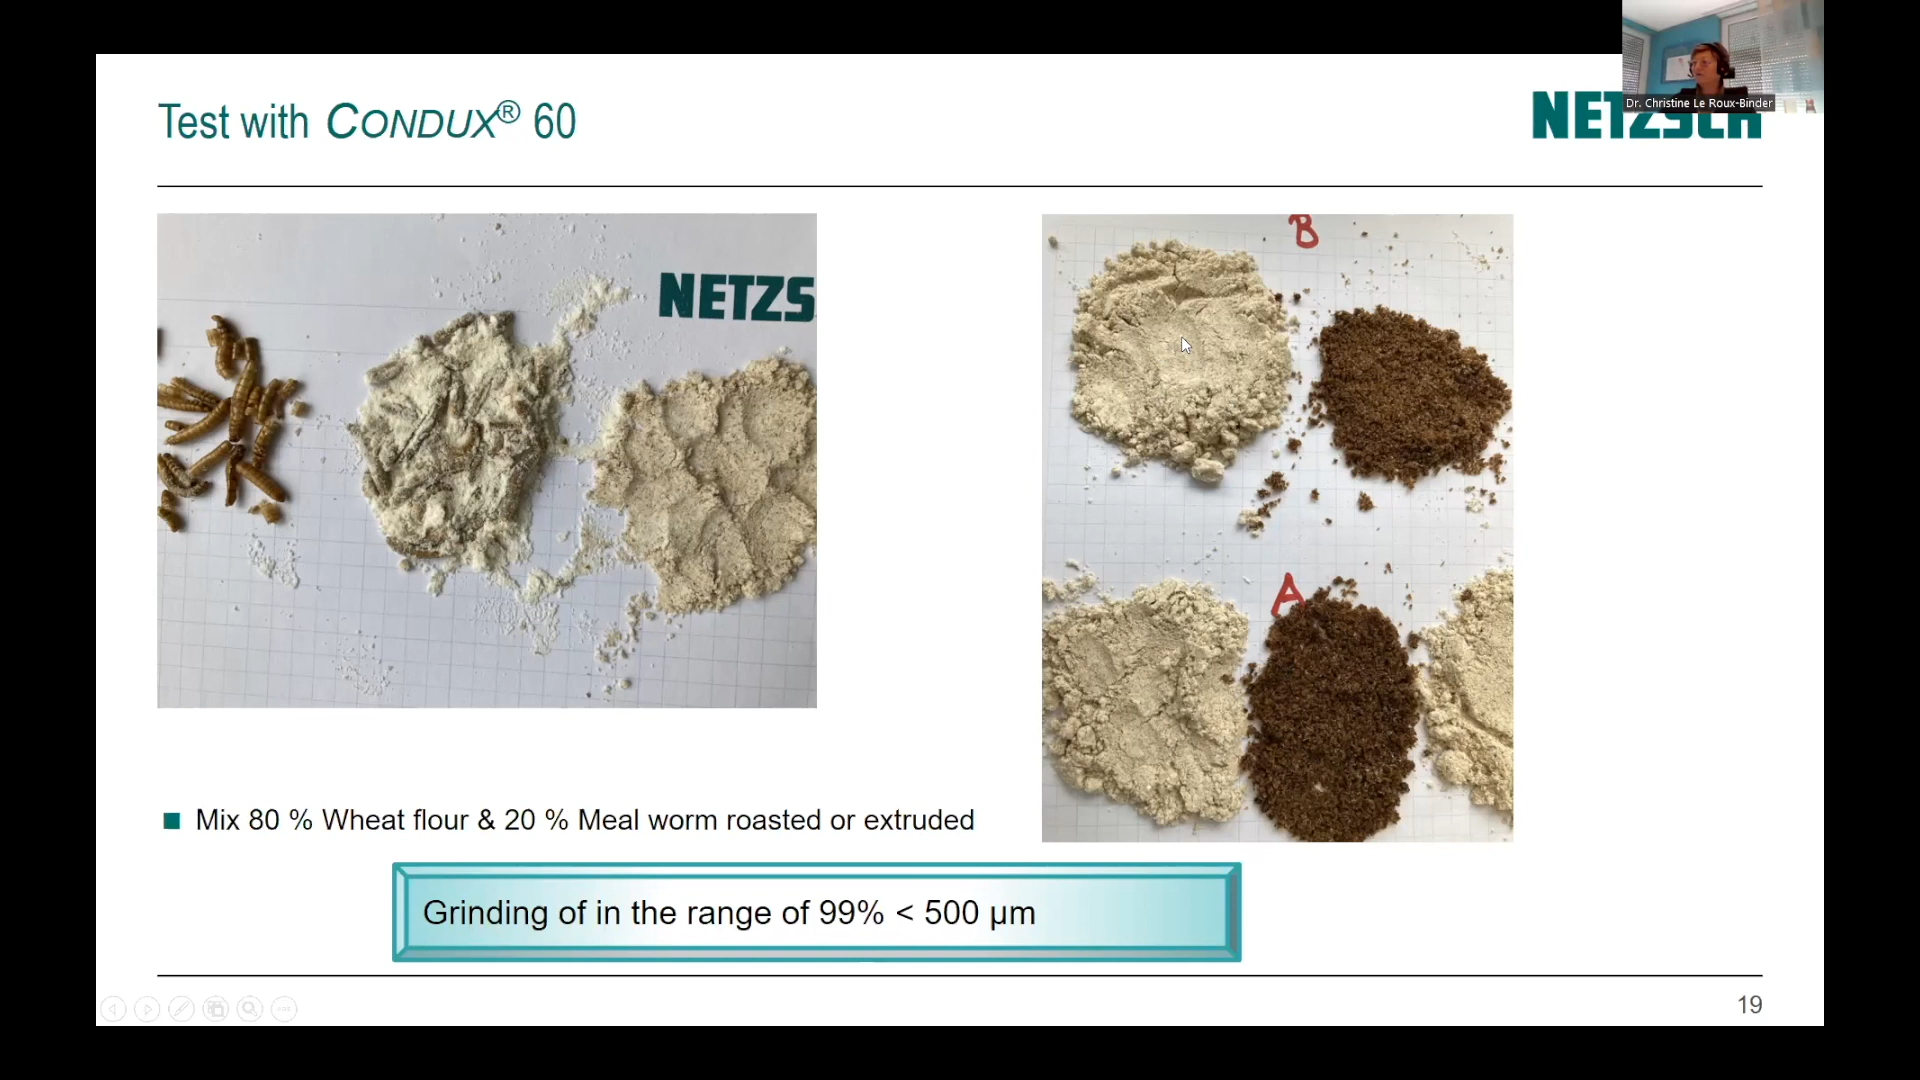 Test with CONDUX® 60
NETZSCH
Dr. Christine Le Roux-Binder
NETZS
B
A
Mix 80 % Wheat flour & 20 % Meal worm roasted or extruded
Grinding of in the range of 99% < 500 µm
19